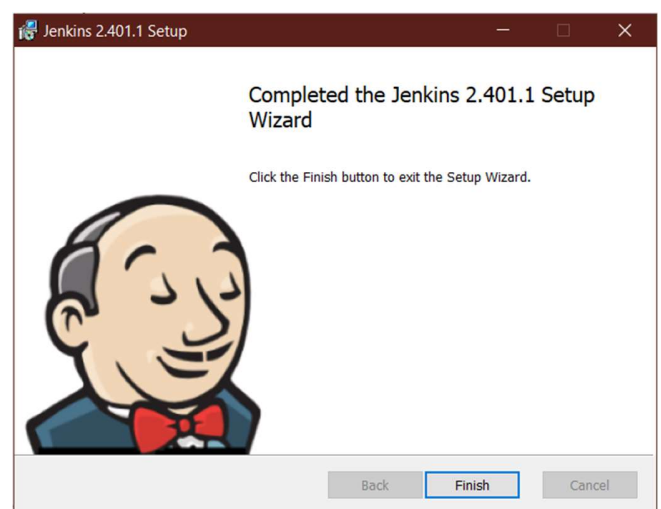 Jenkins 2.401.1 Setup
Completed the Jenkins 2.401.1 Setup
Wizard
Click the Finish button to exit the Setup Wizard.
Back Finish Cancel